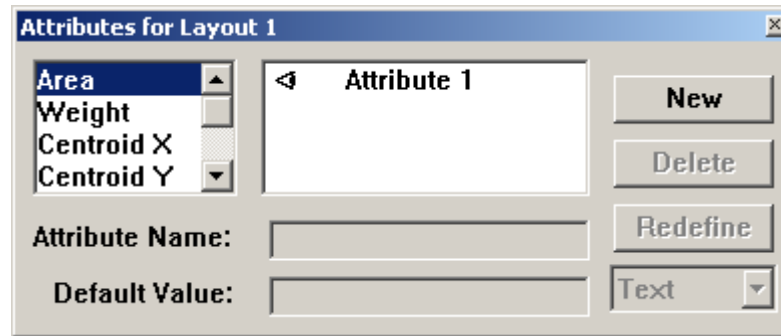 Attributes for Layout 1
Area
Weight
Centroid X
Centroid Y
Attribute 1
New
Delete
Redefine
Attribute Name:
Default Value:
Text